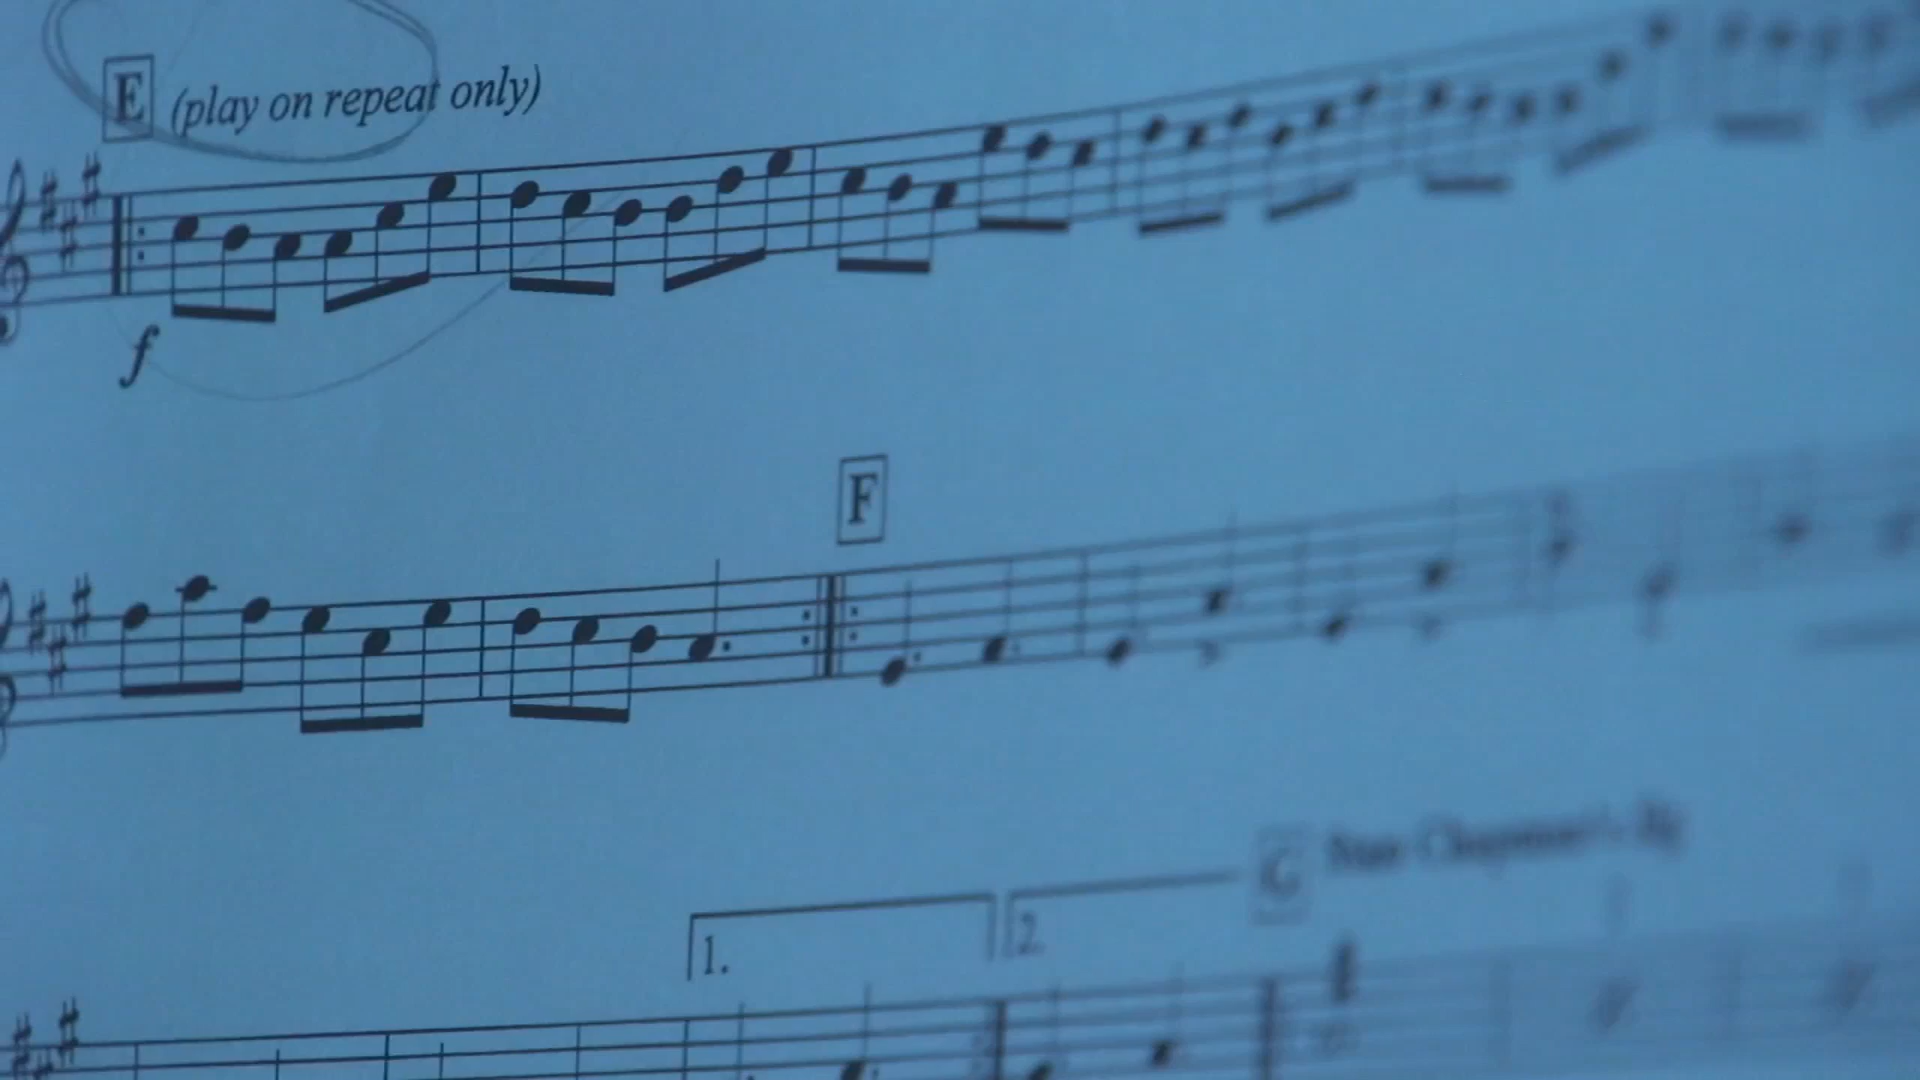 E (play on repeat only)
f
F
1. 2. G